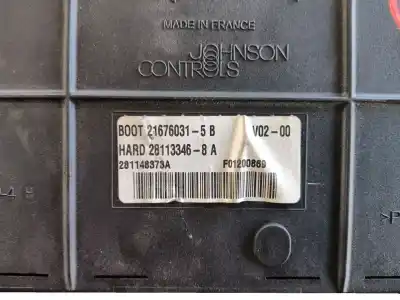 MADE IN FRANCE
JOHNSON
CONTROLS
BOOT 21676031-5 B V02-00
HARD 28113346-8 A
281148373A F01200869
>P